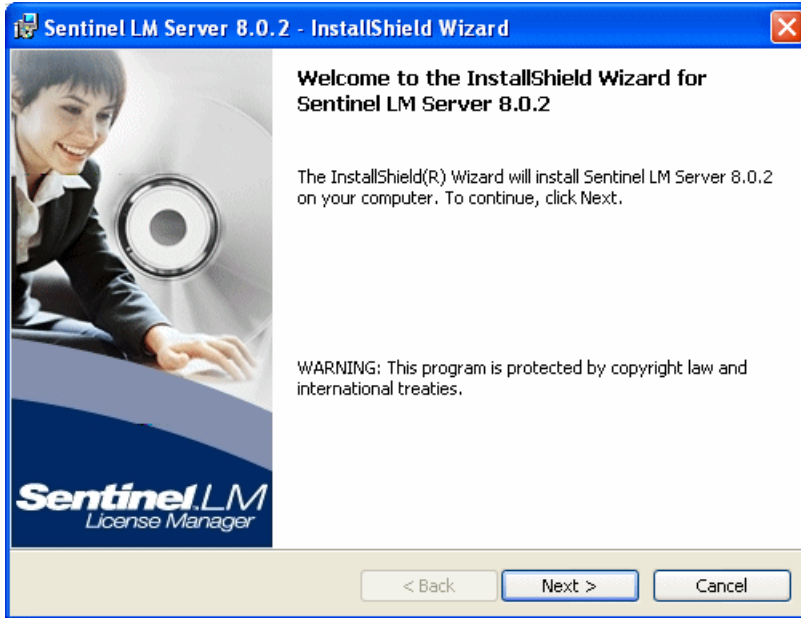 Sentinel LM Server 8.0.2 - InstallShield Wizard
Welcome to the InstallShield Wizard for
Sentinel LM Server 8.0.2
The InstallShield(R) Wizard will install Sentinel LM Server 8.0.2
on your computer. To continue, click Next.
WARNING: This program is protected by copyright law and
international treaties.
Sentinel.LM
License Manager
< Back
Next >
Cancel